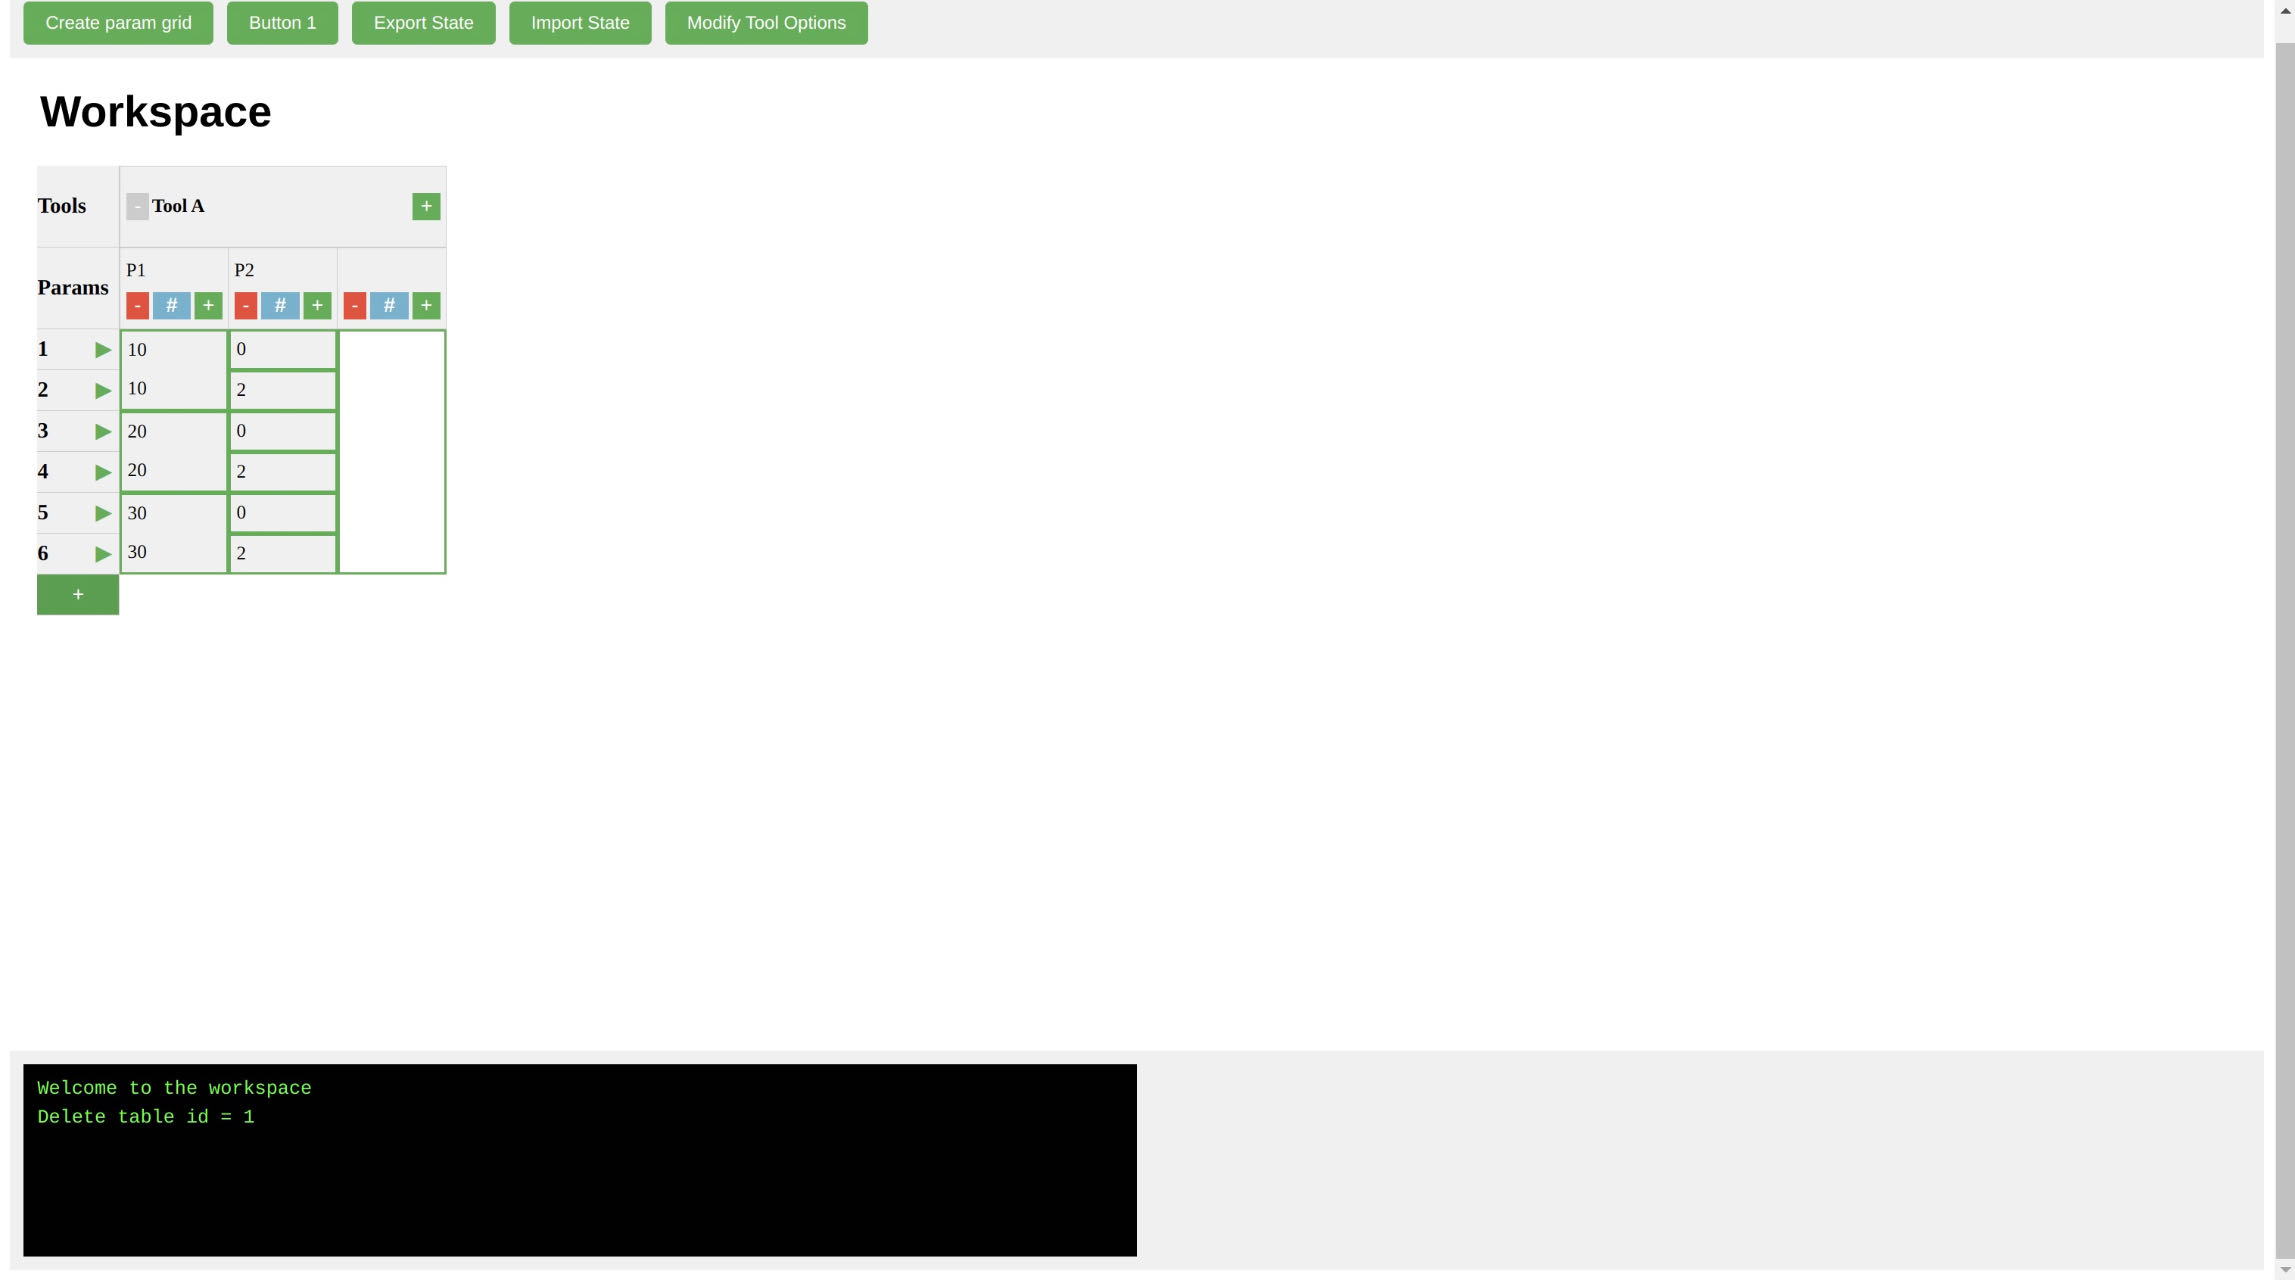 Create param grid Button 1 Export State Import State Modify Tool Options
Workspace
Tools - Tool A +
P1 P2
Params - # + - # + - # +
1 ▶ 10 0
2 ▶ 10 2
3 ▶ 20 0
4 ▶ 20 2
5 ▶ 30 0
6 ▶ 30 2
+
Welcome to the workspace
Delete table id = 1